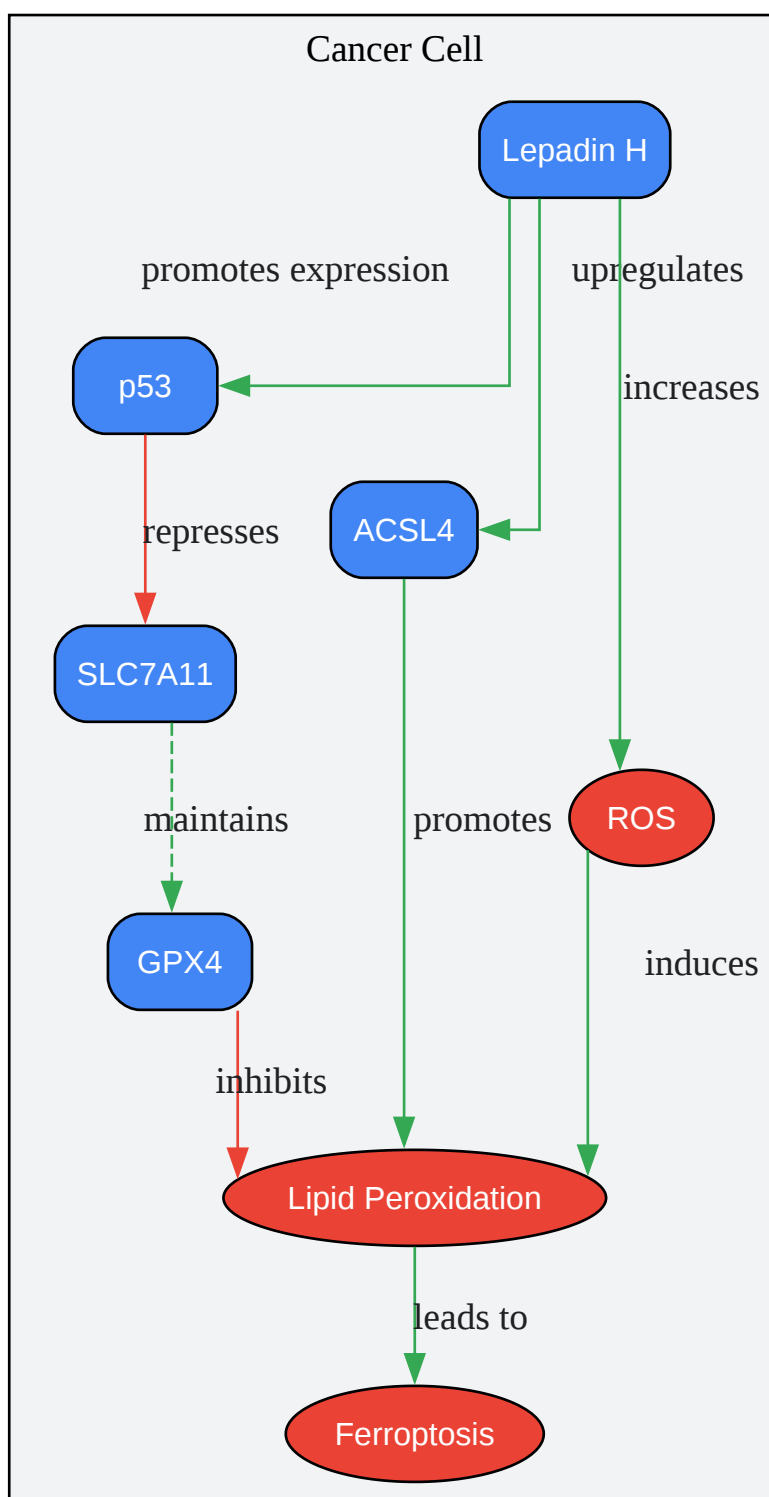 Cancer Cell
Lepadin H
promotes expression
upregulates
p53
increases
represses
ACSL4
SLC7A11
maintains
promotes
ROS
GPX4
induces
inhibits
Lipid Peroxidation
leads to
Ferroptosis